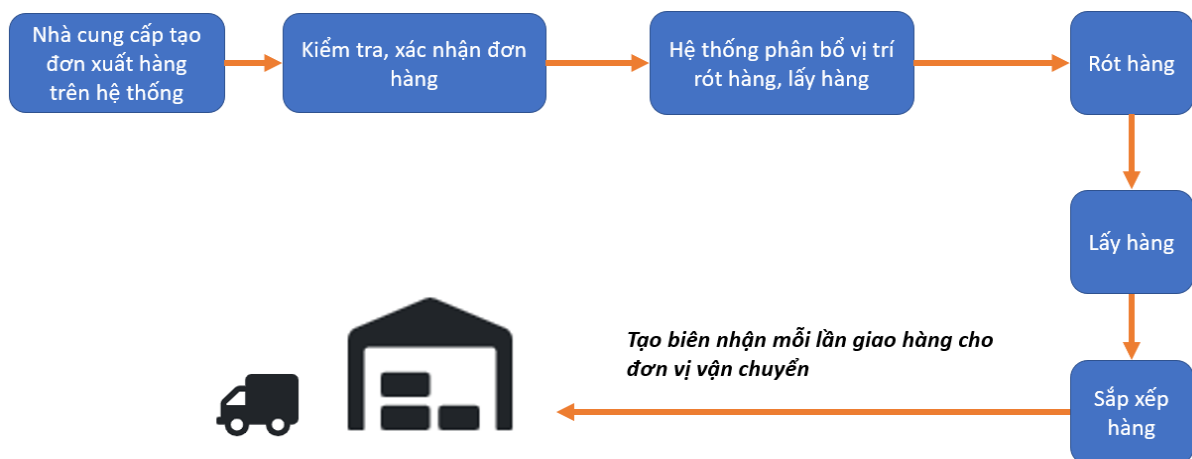 Nhà cung cấp tạo
đơn xuất hàng
trên hệ thống
Kiểm tra, xác nhận đơn
hàng
Hệ thống phân bổ vị trí
rót hàng, lấy hàng
Rót hàng
Lấy hàng
Sắp xếp
hàng
Tạo biên nhận mỗi lần giao hàng cho
đơn vị vận chuyển